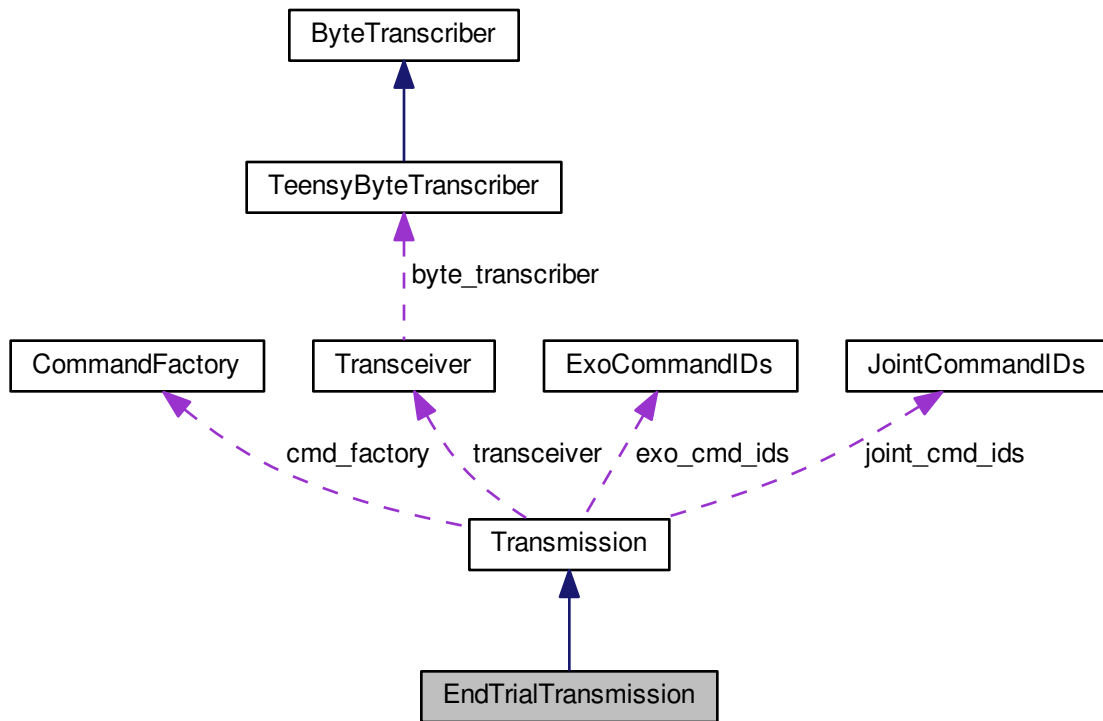 ByteTranscriber
TeensyByteTranscriber
byte_transcriber
CommandFactory
Transceiver
ExoCommandIDs
JointCommandIDs
cmd_factory
transceiver
exo_cmd_ids
joint_cmd_ids
Transmission
EndTrialTransmission